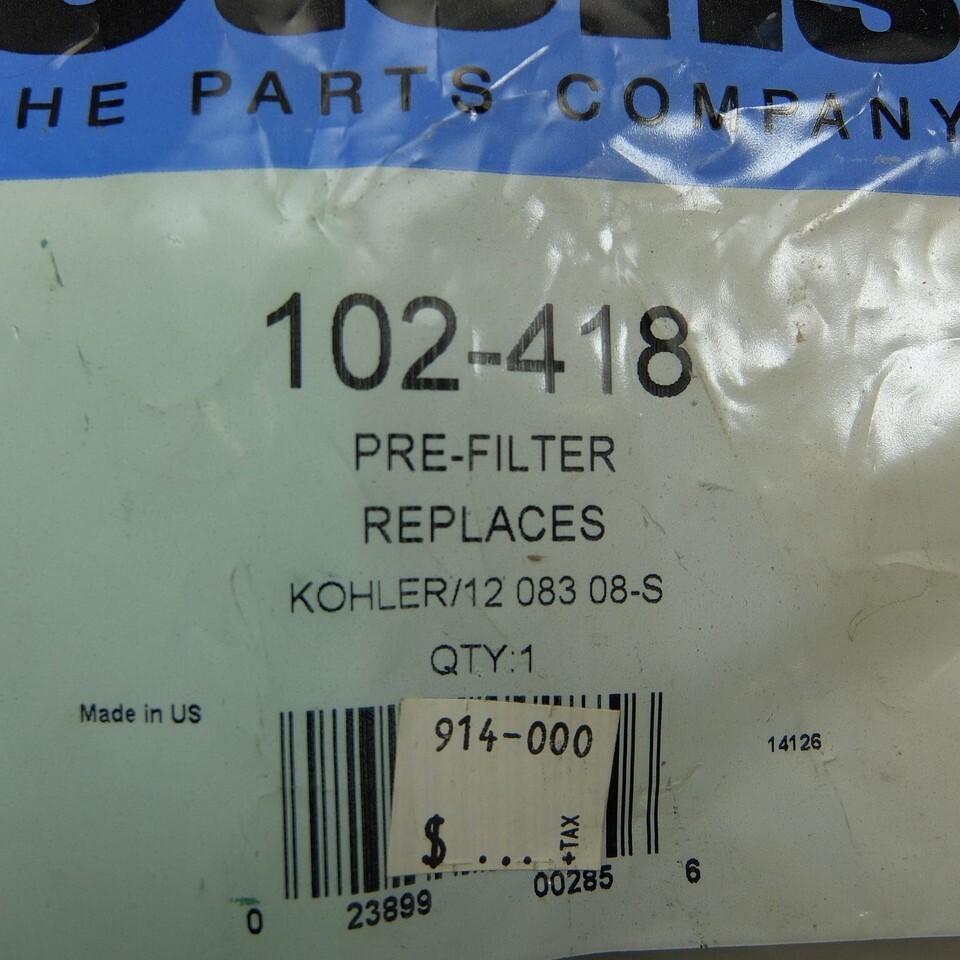 HE PARTS COMPANY
102-418
PRE-FILTER
REPLACES
KOHLER/12 083 08-S
QTY:1
Made in US
914-000
14126
$ ... +TAX
0 23899 00285 6